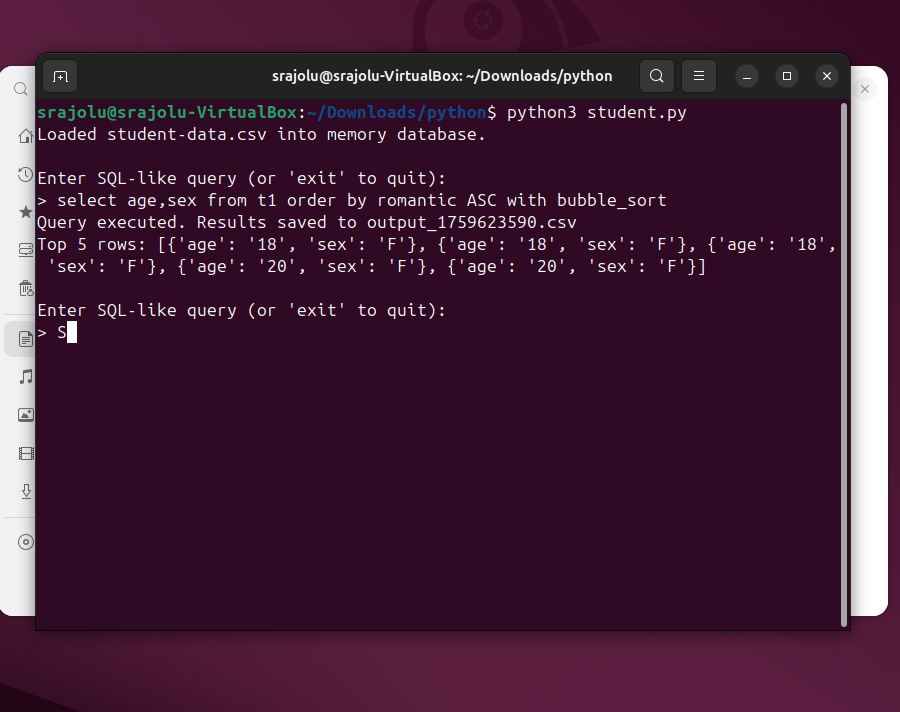 srajolu@srajolu-VirtualBox: ~/Downloads/python
srajolu@srajolu-VirtualBox:~/Downloads/python$ python3 student.py
Loaded student-data.csv into memory database.
Enter SQL-like query (or 'exit' to quit):
> select age,sex from t1 order by romantic ASC with bubble_sort
Query executed. Results saved to output_1759623590.csv
Top 5 rows: [{'age': '18', 'sex': 'F'}, {'age': '18', 'sex': 'F'}, {'age': '18',
'sex': 'F'}, {'age': '20', 'sex': 'F'}, {'age': '20', 'sex': 'F'}]
Enter SQL-like query (or 'exit' to quit):
> S